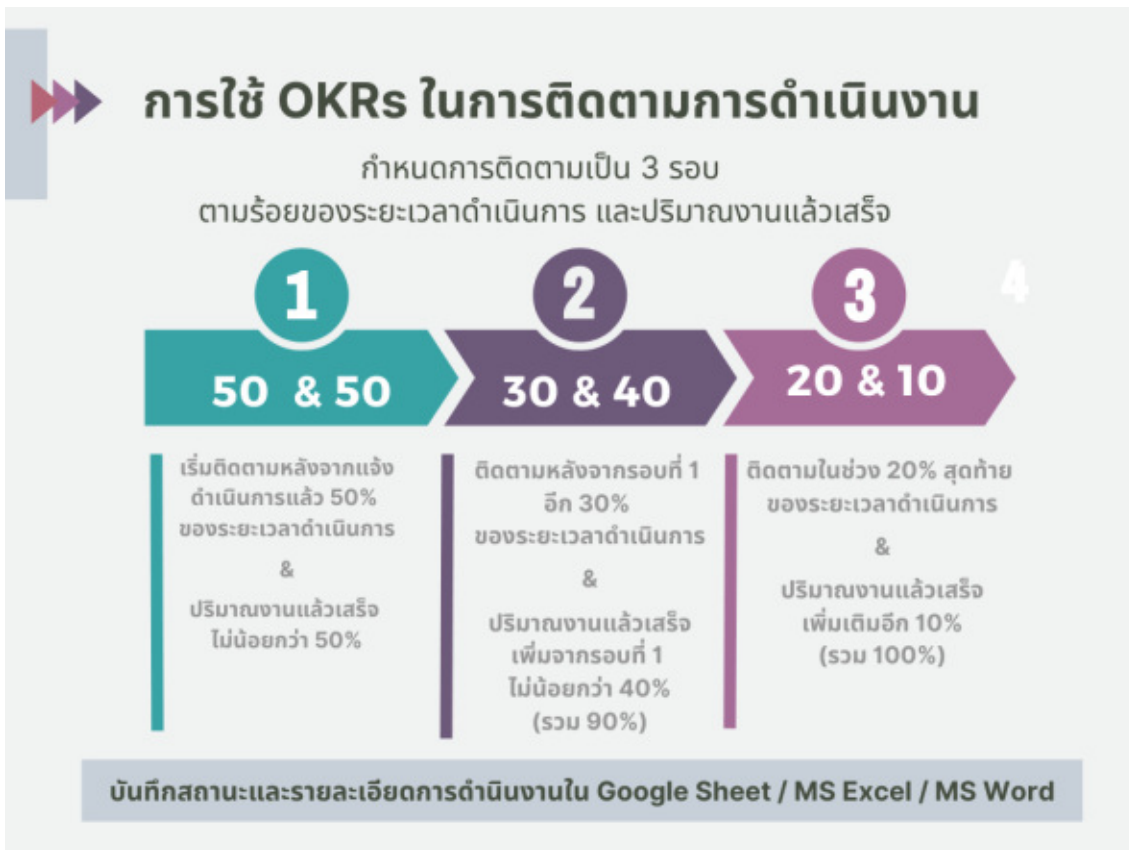 การใช้ OKRs ในการติดตามการดำเนินงาน
กำหนดการติดตามเป็น 3 รอบ
ตามร้อยของระยะเวลาดำเนินการ และปริมาณงานแล้วเสร็จ
1
2
3
4
50 & 50
30 & 40
20 & 10
เริ่มติดตามหลังจากแจ้ง
ดำเนินการแล้ว 50%
ของระยะเวลาดำเนินการ
&
ปริมาณงานแล้วเสร็จ
ไม่น้อยกว่า 50%
ติดตามหลังจากรอบที่ 1
อีก 30%
ของระยะเวลาดำเนินการ
&
ปริมาณงานแล้วเสร็จ
เพิ่มจากรอบที่ 1
ไม่น้อยกว่า 40%
(รวม 90%)
ติดตามในช่วง 20% สุดท้าย
ของระยะเวลาดำเนินการ
&
ปริมาณงานแล้วเสร็จ
เพิ่มเติมอีก 10%
(รวม 100%)
บันทึกสถานะและรายละเอียดการดำนินงานใน Google Sheet / MS Excel / MS Word